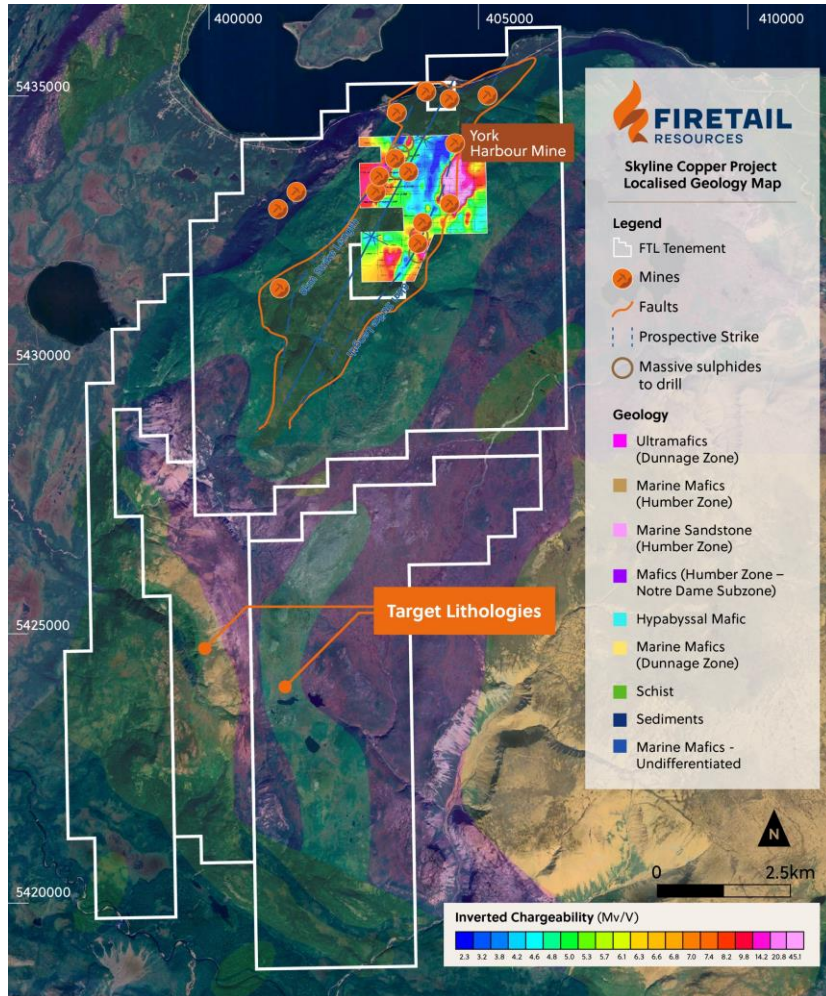 400000
405000
410000
5435000
5430000
5425000
5420000
York
Harbour Mine
Target Lithologies
FIRETAIL
RESOURCES
Skyline Copper Project
Localised Geology Map
Legend
FTL Tenement
Mines
Faults
Prospective Strike
Massive sulphides
to drill
Geology
Ultramafics
(Dunnage Zone)
Marine Mafics
(Humber Zone)
Marine Sandstone
(Humber Zone)
Mafics (Humber Zone –
Notre Dame Subzone)
Hypabyssal Mafic
Marine Mafics
(Dunnage Zone)
Schist
Sediments
Marine Mafics -
Undifferentiated
N
0 2.5km
Inverted Chargeability (Mv/V)
2.3 3.2 3.8 4.2 4.6 4.8 5.0 5.3 5.7 6.1 6.3 6.6 6.8 7.0 7.4 8.2 9.8 14.2 20.8 45.1